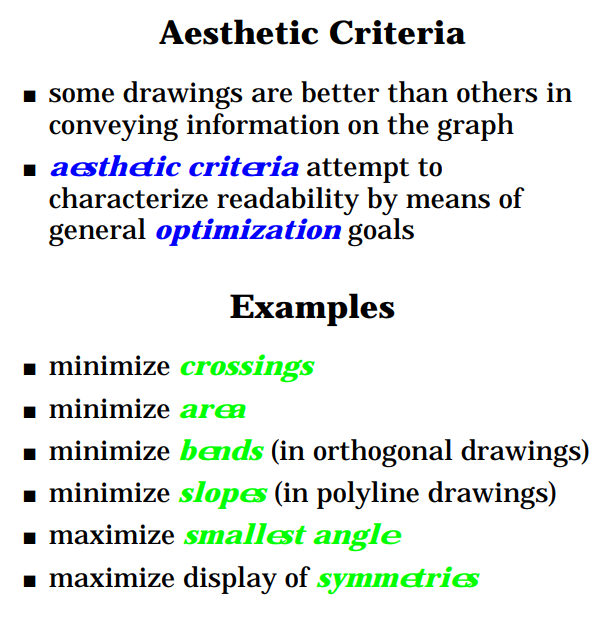 Aesthetic Criteria
■ some drawings are better than others in
conveying information on the graph
■ aesthetic criteria attempt to
characterize readability by means of
general optimization goals
Examples
■ minimize crossings
■ minimize area
■ minimize bends (in orthogonal drawings)
■ minimize slopes (in polyline drawings)
■ maximize smallest angle
■ maximize display of symmetries